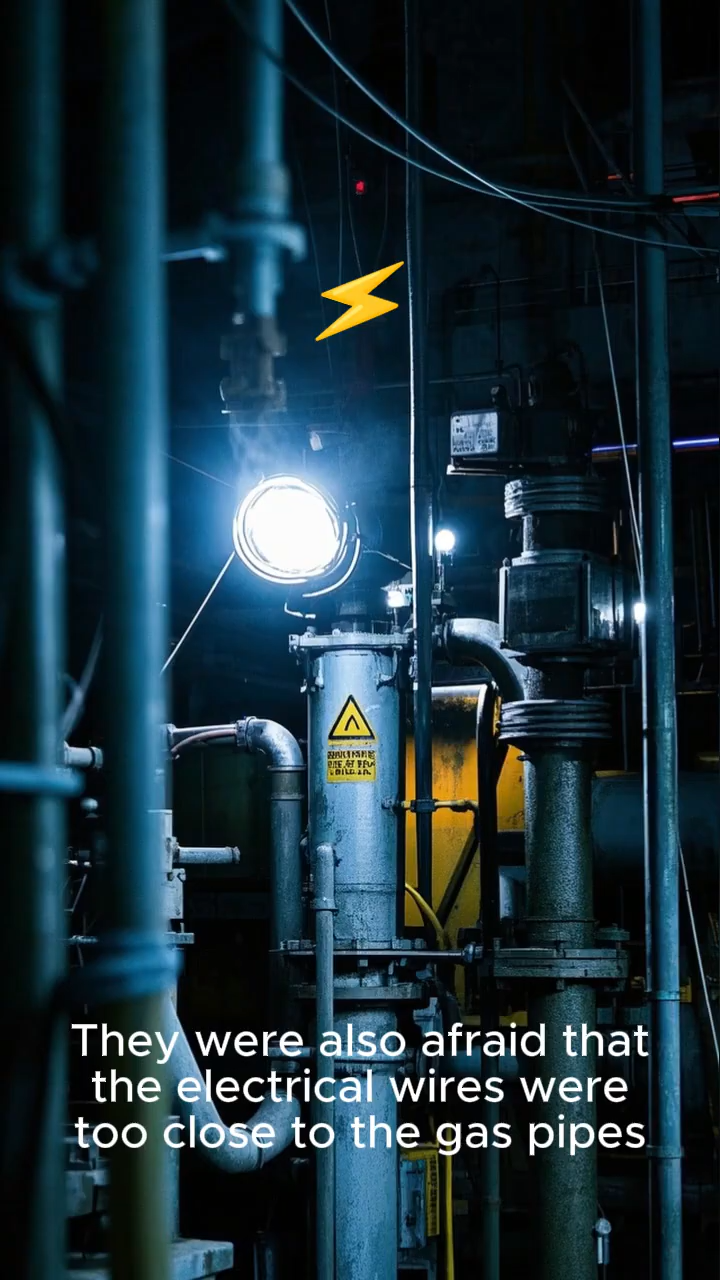 They were also afraid that
the electrical wires were
too close to the gas pipes